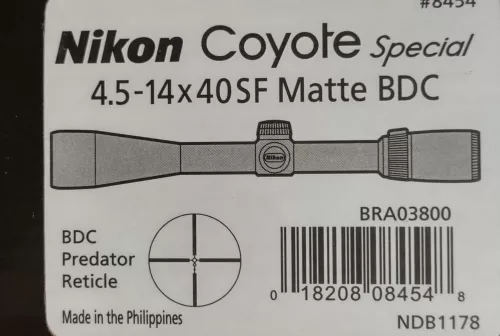 #8454
Nikon Coyote Special
4.5-14x40SF Matte BDC
Nikon
BRA03800
BDC
Predator
Reticle
0 18208 08454 8
Made in the Philippines
NDB1178